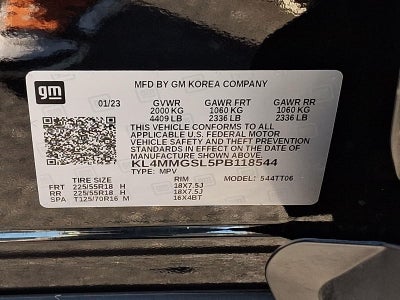 gm
MFD BY GM KOREA COMPANY
01/23 GVWR GAWR FRT GAWR RR
2000 KG 1060 KG 1060 KG
4409 LB 2336 LB 2336 LB
THIS VEHICLE CONFORMS TO ALL
APPLICABLE U.S. FEDERAL MOTOR
VEHICLE SAFETY AND THEFT PREVENTION
STANDARDS IN EFFECT ON THE DATE
OF MANUFACTURE SHOWN ABOVE.
KL4MMGSL5PB118544
TYPE: MPV
TIRE SIZE RIM MODEL: 544TT06
FRT 225/55R18 H 18X7.5J
RR 225/55R18 H 18X7.5J
SPA T125/70R16 M 16X4BT